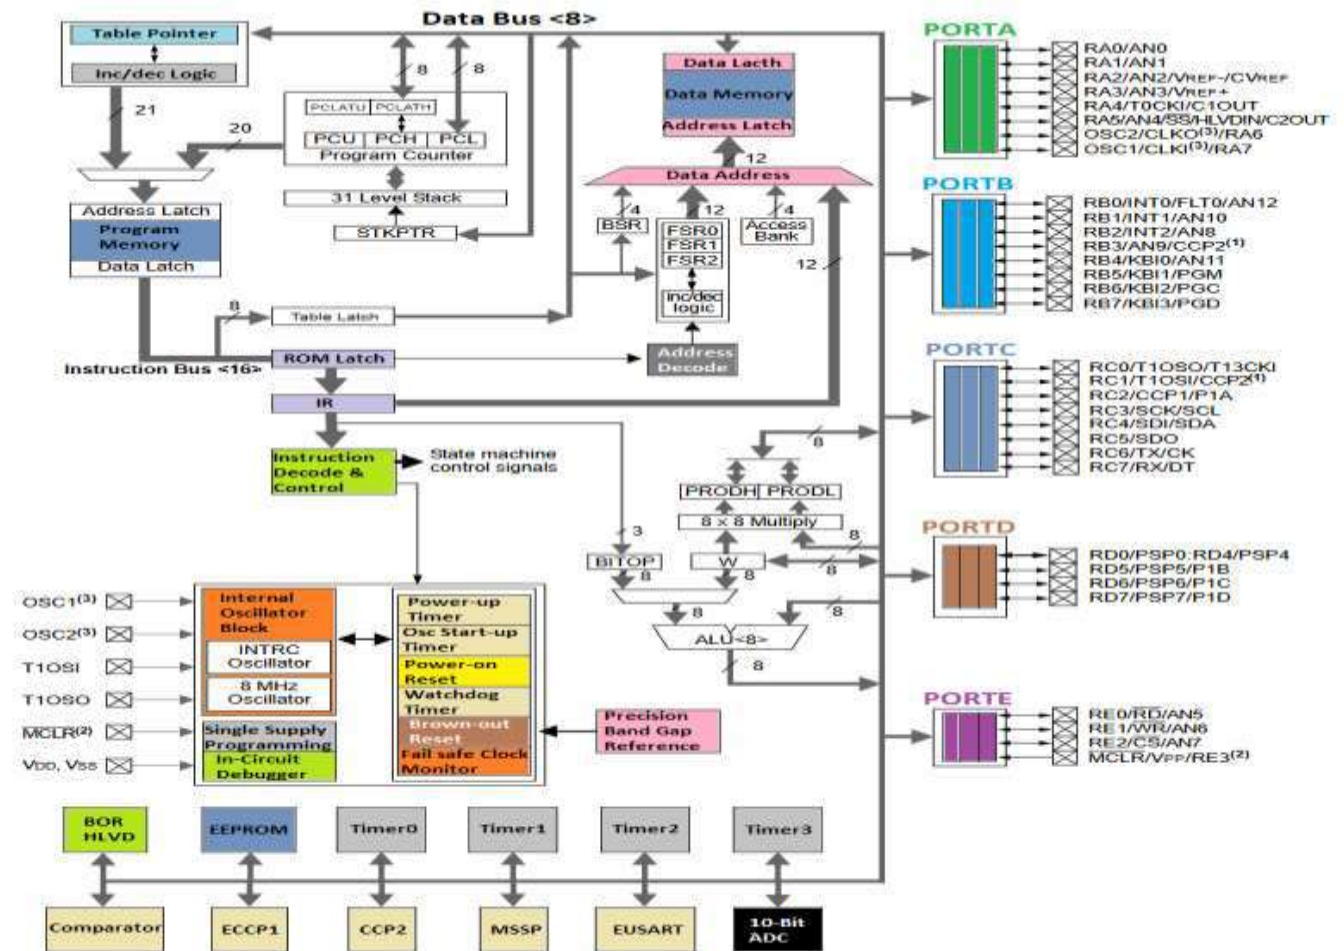 Data Bus <8>
Table Pointer
Inc/dec Logic
21
20
8
8
PCLATU PCLATH
PCU PCH PCL
Program Counter
31 Level Stack
STKPTR
Address Latch
Program
Memory
Data Latch
8
Table Latch
Instruction Bus <16>
ROM Latch
IR
Instruction
Decode &
Control
State machine
control signals
Data Lacth
Data Memory
Address Latch
12
Data Address
4
12
4
BSR
FSR0
FSR1
FSR2
inc/dec
logic
Access
Bank
12
Address
Decode
8
PRODH PRODL
8 x 8 Multiply
3
8
BITOP
W
8
8
8
8
8
ALU<8>
8
OSC1(3)
OSC2(3)
T1OSI
T1OSO
MCLR(2)
VDD, VSS
Internal
Oscillator
Block
INTRC
Oscillator
8 MHz
Oscillator
Single Supply
Programming
In-Circuit
Debugger
Power-up
Timer
Osc Start-up
Timer
Power-on
Reset
Watchdog
Timer
Brown-out
Reset
Fail safe Clock
Monitor
Precision
Band Gap
Reference
BOR
HLVD
EEPROM
Timer0
Timer1
Timer2
Timer3
Comparator
ECCP1
CCP2
MSSP
EUSART
10-Bit
ADC
PORTA
RA0/AN0
RA1/AN1
RA2/AN2/VREF-/CVREF
RA3/AN3/VREF+
RA4/T0CKI/C1OUT
RA5/AN4/SS/HLVDIN/C2OUT
OSC2/CLKO(3)/RA6
OSC1/CLKI(3)/RA7
PORTB
RB0/INT0/FLT0/AN12
RB1/INT1/AN10
RB2/INT2/AN8
RB3/AN9/CCP2(1)
RB4/KBI0/AN11
RB5/KBI1/PGM
RB6/KBI2/PGC
RB7/KBI3/PGD
PORTC
RC0/T1OSO/T13CKI
RC1/T1OSI/CCP2(1)
RC2/CCP1/P1A
RC3/SCK/SCL
RC4/SDI/SDA
RC5/SDO
RC6/TX/CK
RC7/RX/DT
PORTD
RD0/PSP0:RD4/PSP4
RD5/PSP5/P1B
RD6/PSP6/P1C
RD7/PSP7/P1D
PORTE
RE0/RD/AN5
RE1/WR/AN6
RE2/CS/AN7
MCLR/VPP/RE3(2)